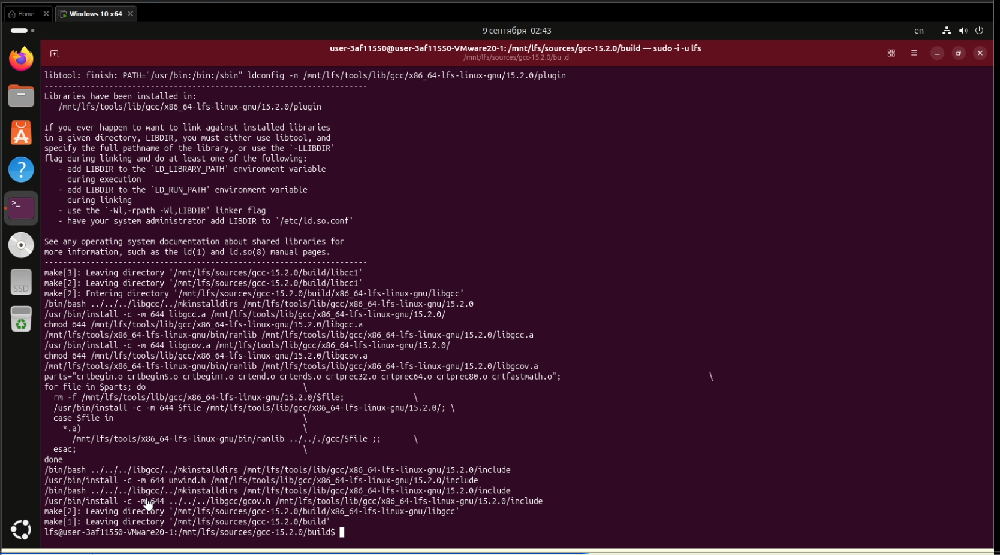 Home
Windows 10 x64
9 сентября 02:43
en
user-3af11550@user-3af11550-VMware20-1: /mnt/lfs/sources/gcc-15.2.0/build — sudo -i -u lfs
/mnt/lfs/sources/gcc-15.2.0/build
libtool: finish: PATH="/usr/bin:/bin:/sbin" ldconfig -n /mnt/lfs/tools/lib/gcc/x86_64-lfs-linux-gnu/15.2.0/plugin
----------------------------------------------------------------------
Libraries have been installed in:
   /mnt/lfs/tools/lib/gcc/x86_64-lfs-linux-gnu/15.2.0/plugin
If you ever happen to want to link against installed libraries
in a given directory, LIBDIR, you must either use libtool, and
specify the full pathname of the library, or use the `-LLIBDIR'
flag during linking and do at least one of the following:
   - add LIBDIR to the `LD_LIBRARY_PATH' environment variable
     during execution
   - add LIBDIR to the `LD_RUN_PATH' environment variable
     during linking
   - use the `-Wl,-rpath -Wl,LIBDIR' linker flag
   - have your system administrator add LIBDIR to `/etc/ld.so.conf'
See any operating system documentation about shared libraries for
more information, such as the ld(1) and ld.so(8) manual pages.
----------------------------------------------------------------------
make[3]: Leaving directory '/mnt/lfs/sources/gcc-15.2.0/build/libcc1'
make[2]: Leaving directory '/mnt/lfs/sources/gcc-15.2.0/build/libcc1'
make[2]: Entering directory '/mnt/lfs/sources/gcc-15.2.0/build/x86_64-lfs-linux-gnu/libgcc'
/bin/bash ../../../libgcc/../mkinstalldirs /mnt/lfs/tools/lib/gcc/x86_64-lfs-linux-gnu/15.2.0
/usr/bin/install -c -m 644 libgcc.a /mnt/lfs/tools/lib/gcc/x86_64-lfs-linux-gnu/15.2.0/
chmod 644 /mnt/lfs/tools/lib/gcc/x86_64-lfs-linux-gnu/15.2.0/libgcc.a
/mnt/lfs/tools/x86_64-lfs-linux-gnu/bin/ranlib /mnt/lfs/tools/lib/gcc/x86_64-lfs-linux-gnu/15.2.0/libgcc.a
/usr/bin/install -c -m 644 libgcov.a /mnt/lfs/tools/lib/gcc/x86_64-lfs-linux-gnu/15.2.0/
chmod 644 /mnt/lfs/tools/lib/gcc/x86_64-lfs-linux-gnu/15.2.0/libgcov.a
/mnt/lfs/tools/x86_64-lfs-linux-gnu/bin/ranlib /mnt/lfs/tools/lib/gcc/x86_64-lfs-linux-gnu/15.2.0/libgcov.a
parts="crtbegin.o crtbeginS.o crtbeginT.o crtend.o crtendS.o crtprec32.o crtprec64.o crtprec80.o crtfastmath.o"; \
for file in $parts; do \
  rm -f /mnt/lfs/tools/lib/gcc/x86_64-lfs-linux-gnu/15.2.0/$file; \
  /usr/bin/install -c -m 644 $file /mnt/lfs/tools/lib/gcc/x86_64-lfs-linux-gnu/15.2.0/; \
  case $file in \
    *.a) \
      /mnt/lfs/tools/x86_64-lfs-linux-gnu/bin/ranlib ../.././gcc/$file ;; \
  esac; \
done
/bin/bash ../../../libgcc/../mkinstalldirs /mnt/lfs/tools/lib/gcc/x86_64-lfs-linux-gnu/15.2.0/include
/usr/bin/install -c -m 644 unwind.h /mnt/lfs/tools/lib/gcc/x86_64-lfs-linux-gnu/15.2.0/include
/bin/bash ../../../libgcc/../mkinstalldirs /mnt/lfs/tools/lib/gcc/x86_64-lfs-linux-gnu/15.2.0/include
/usr/bin/install -c -m 644 ../../../libgcc/gcov.h /mnt/lfs/tools/lib/gcc/x86_64-lfs-linux-gnu/15.2.0/include
make[2]: Leaving directory '/mnt/lfs/sources/gcc-15.2.0/build/x86_64-lfs-linux-gnu/libgcc'
make[1]: Leaving directory '/mnt/lfs/sources/gcc-15.2.0/build'
lfs@user-3af11550-VMware20-1:/mnt/lfs/sources/gcc-15.2.0/build$
SSD